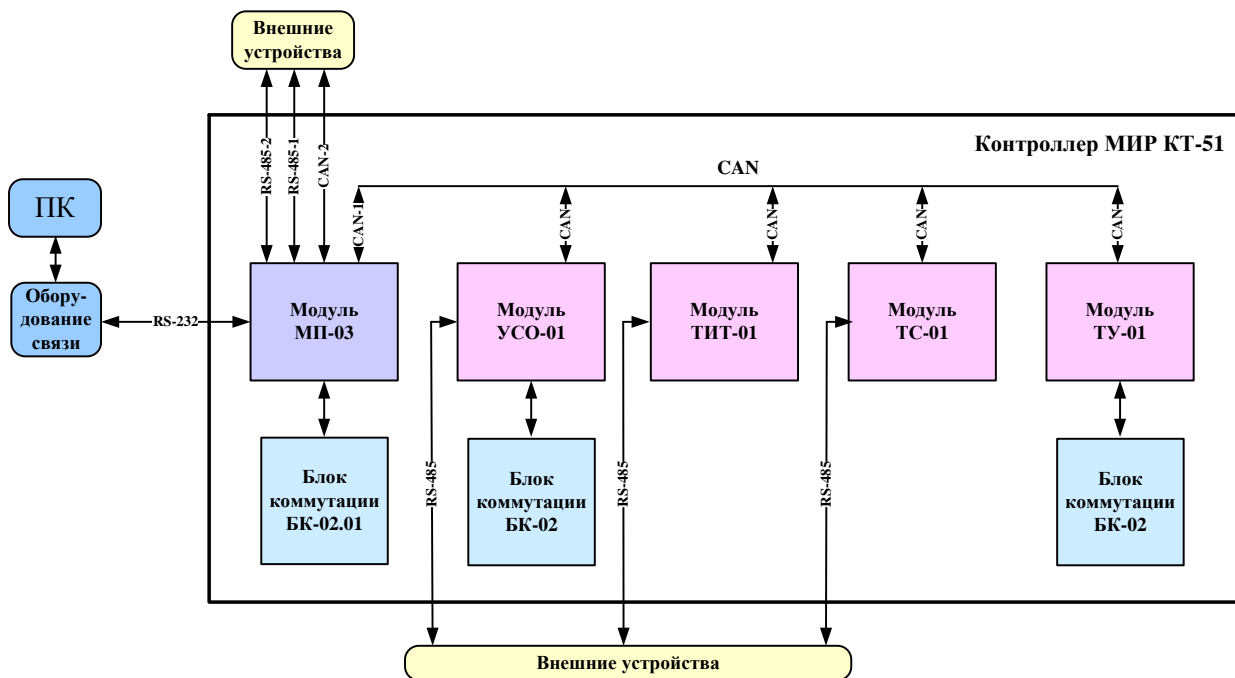 Внешние
устройства
RS-485-2
RS-485-1
CAN-2
Контроллер МИР КТ-51
CAN
CAN-1
CAN
CAN
CAN
CAN
ПК
Обору-
дование
связи
RS-232
Модуль
МП-03
Модуль
УСО-01
Модуль
ТИТ-01
Модуль
ТС-01
Модуль
ТУ-01
Блок
коммутации
БК-02.01
RS-485
Блок
коммутации
БК-02
RS-485
RS-485
Блок
коммутации
БК-02
Внешние устройства